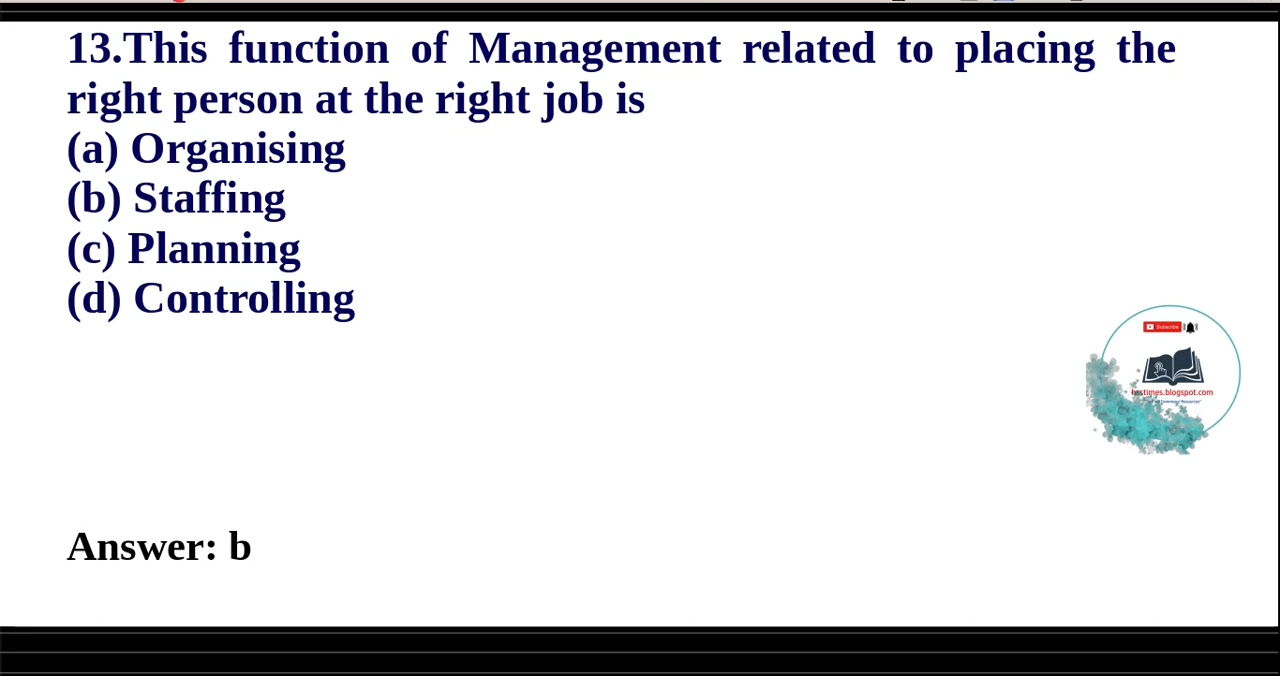 13.This function of Management related to placing the
right person at the right job is
(a) Organising
(b) Staffing
(c) Planning
(d) Controlling
Subscribe
Answer: b